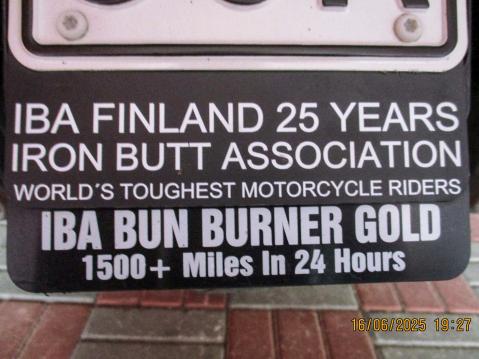 IBA FINLAND 25 YEARS
IRON BUTT ASSOCIATION
WORLD´S TOUGHEST MOTORCYCLE RIDERS
IBA BUN BURNER GOLD
1500+ Miles In 24 Hours
16/06/2025 19:27